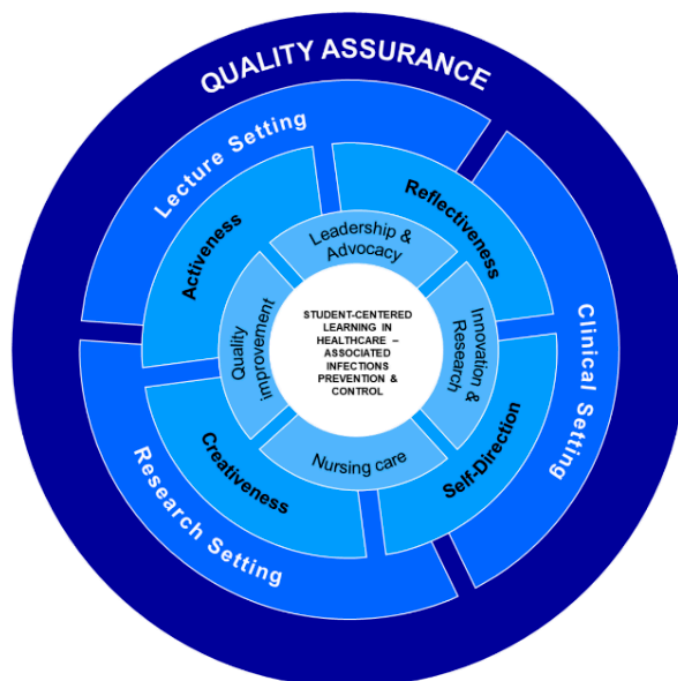 QUALITY ASSURANCE
Lecture Setting
Clinical Setting
Research Setting
Activeness
Reflectiveness
Self-Direction
Creativeness
Leadership &
Advocacy
Innovation &
Research
Nursing care
Quality
improvement
STUDENT-CENTERED
LEARNING IN
HEALTHCARE –
ASSOCIATED
INFECTIONS
PREVENTION &
CONTROL